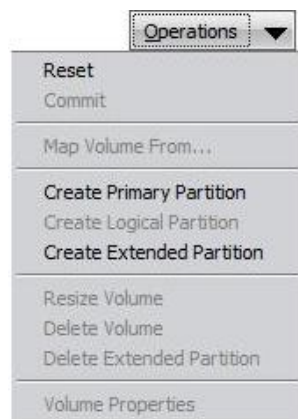 Operations
Reset
Commit
Map Volume From...
Create Primary Partition
Create Logical Partition
Create Extended Partition
Resize Volume
Delete Volume
Delete Extended Partition
Volume Properties